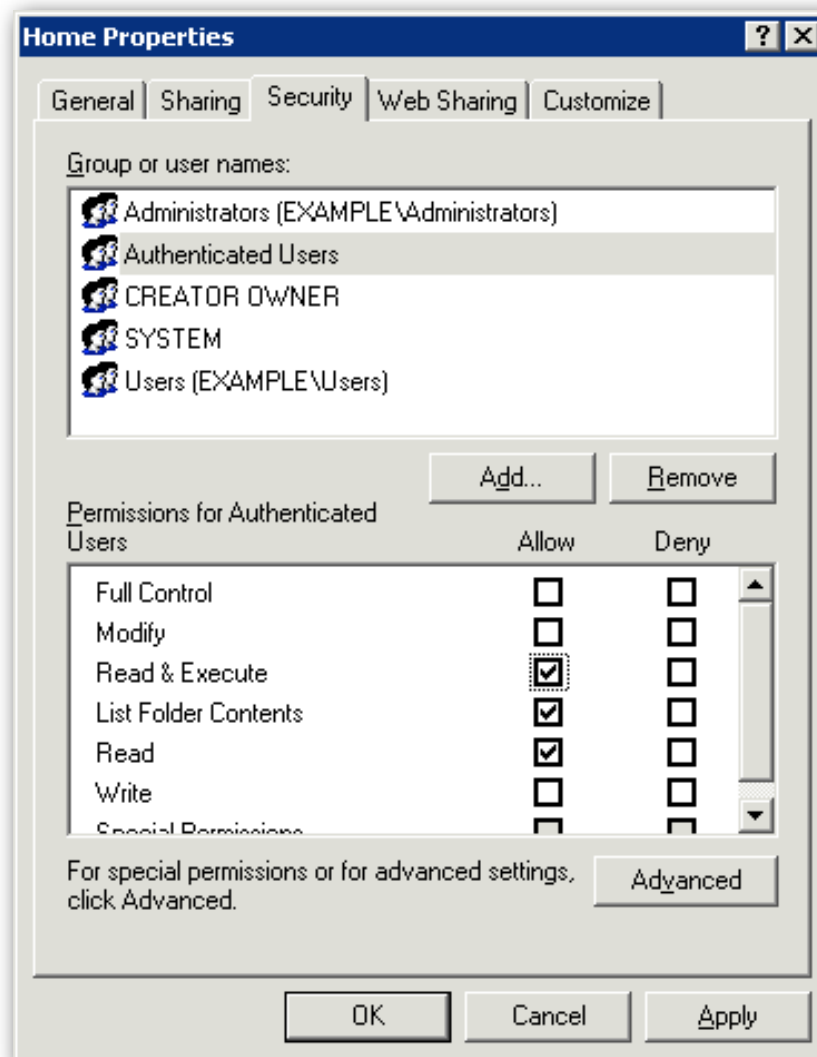 Home Properties
General Sharing Security Web Sharing Customize
Group or user names:
Administrators (EXAMPLE\Administrators)
Authenticated Users
CREATOR OWNER
SYSTEM
Users (EXAMPLE\Users)
Add... Remove
Permissions for Authenticated
Users Allow Deny
Full Control
Modify
Read & Execute
List Folder Contents
Read
Write
Special Permissions
For special permissions or for advanced settings,
click Advanced.
Advanced
OK Cancel Apply